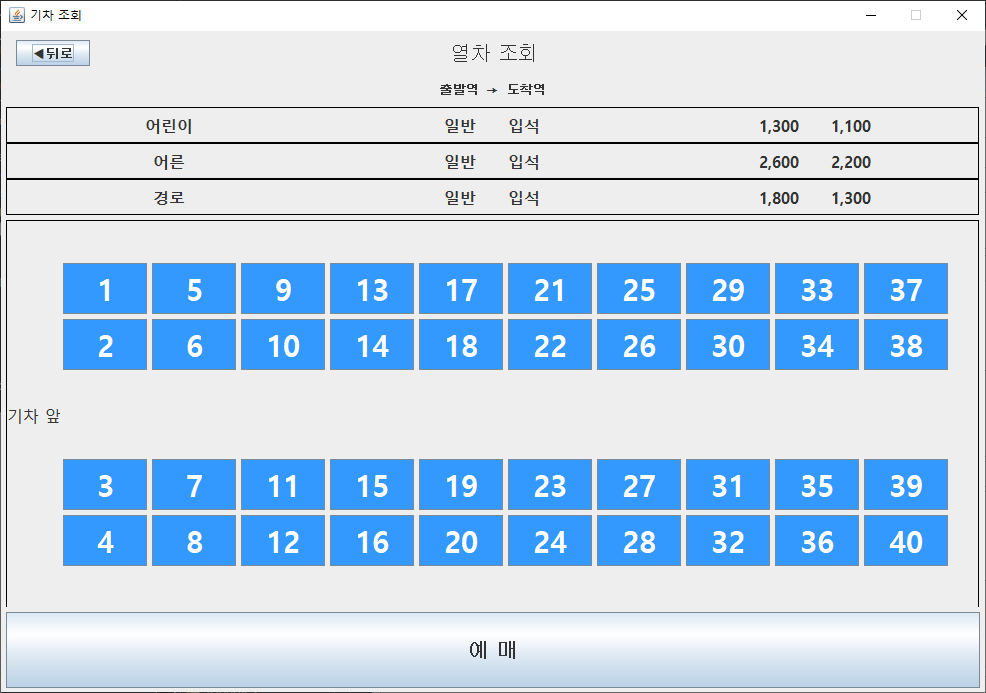 기차 조회
◀뒤로
열차 조회
출발역 → 도착역
어린이 일반 입석 1,300 1,100
어른 일반 입석 2,600 2,200
경로 일반 입석 1,800 1,300
1 5 9 13 17 21 25 29 33 37
2 6 10 14 18 22 26 30 34 38
기차 앞
3 7 11 15 19 23 27 31 35 39
4 8 12 16 20 24 28 32 36 40
예 매